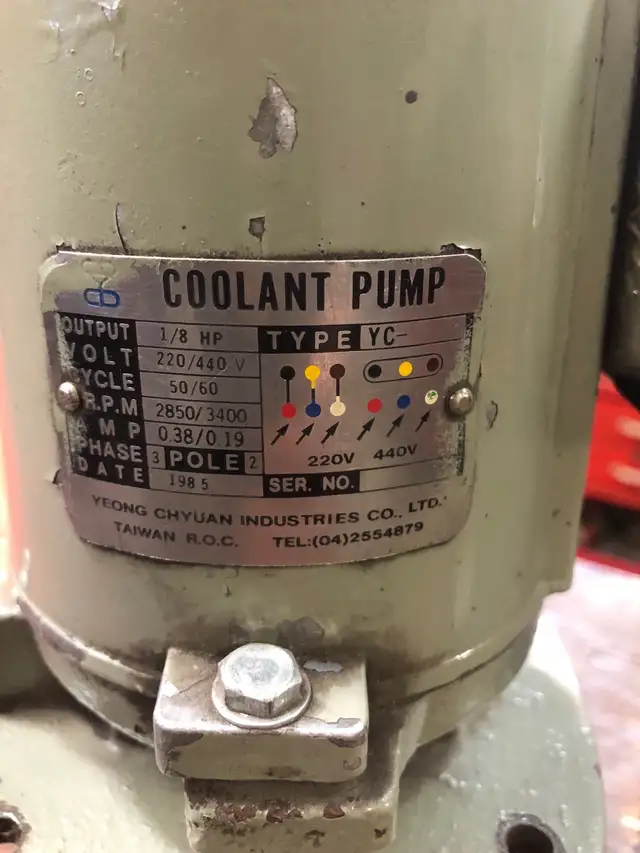 COOLANT PUMP
OUTPUT 1/8 HP TYPE YC-
VOLT 220/440 V
CYCLE 50/60
R.P.M 2850/3400
AMP 0.38/0.19
PHASE 3 POLE 2
220V 440V
DATE 1985 SER. NO.
YEONG CHYUAN INDUSTRIES CO., LTD.
TAIWAN R.O.C. TEL:(04)2554879